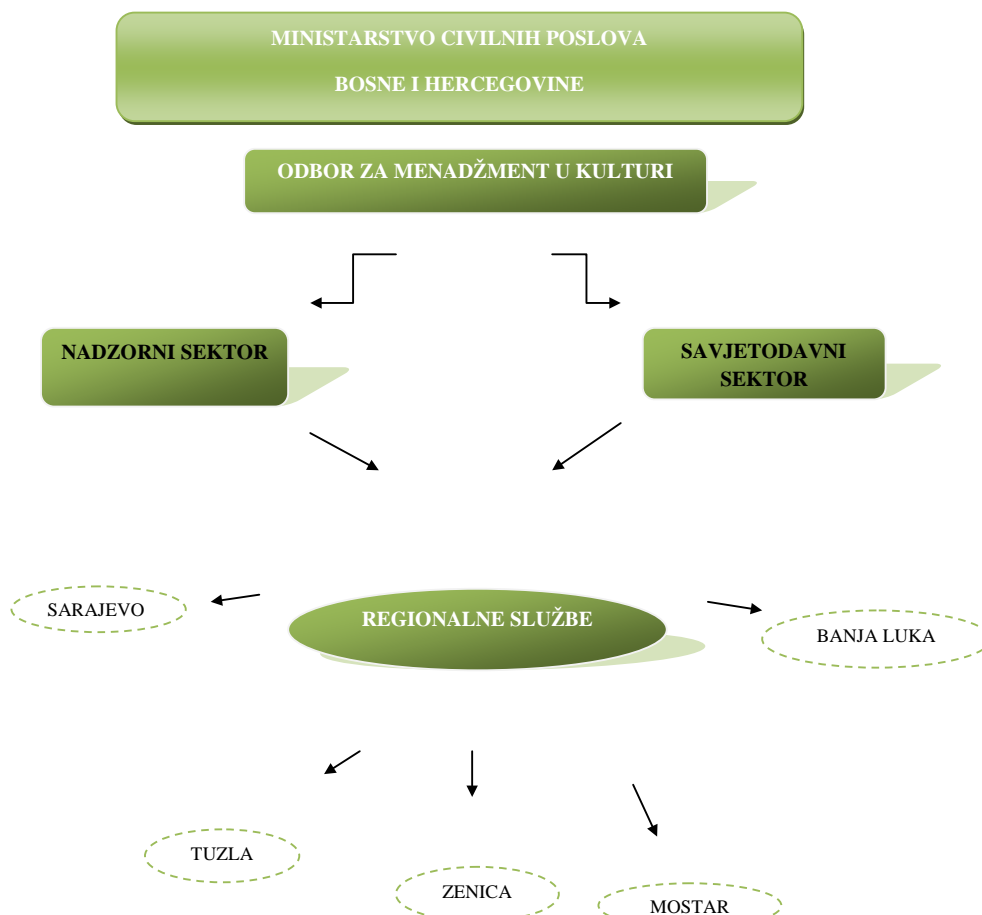 MINISTARSTVO CIVILNIH POSLOVA
BOSNE I HERCEGOVINE
ODBOR ZA MENADŽMENT U KULTURI
NADZORNI SEKTOR
SAVJETODAVNI
SEKTOR
SARAJEVO
REGIONALNE SLUŽBE
BANJA LUKA
TUZLA
ZENICA
MOSTAR